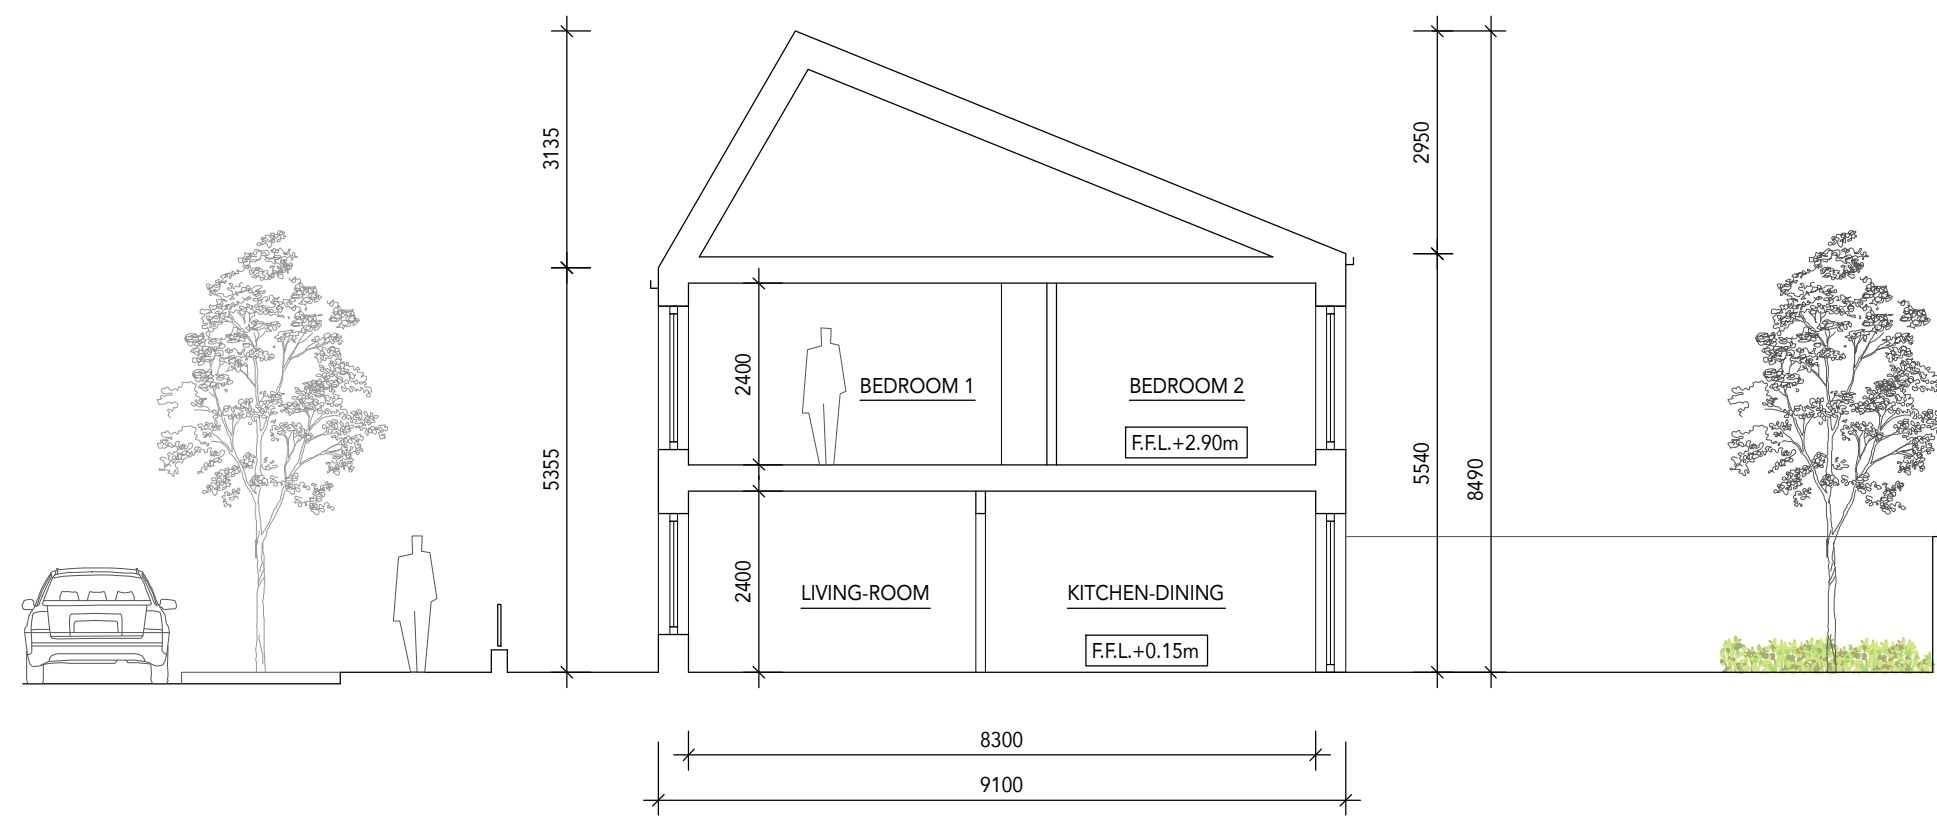 3135
2950
2400
BEDROOM 1
BEDROOM 2
F.F.L.+2.90m
5355
5540
8490
2400
LIVING-ROOM
KITCHEN-DINING
F.F.L.+0.15m
8300
9100